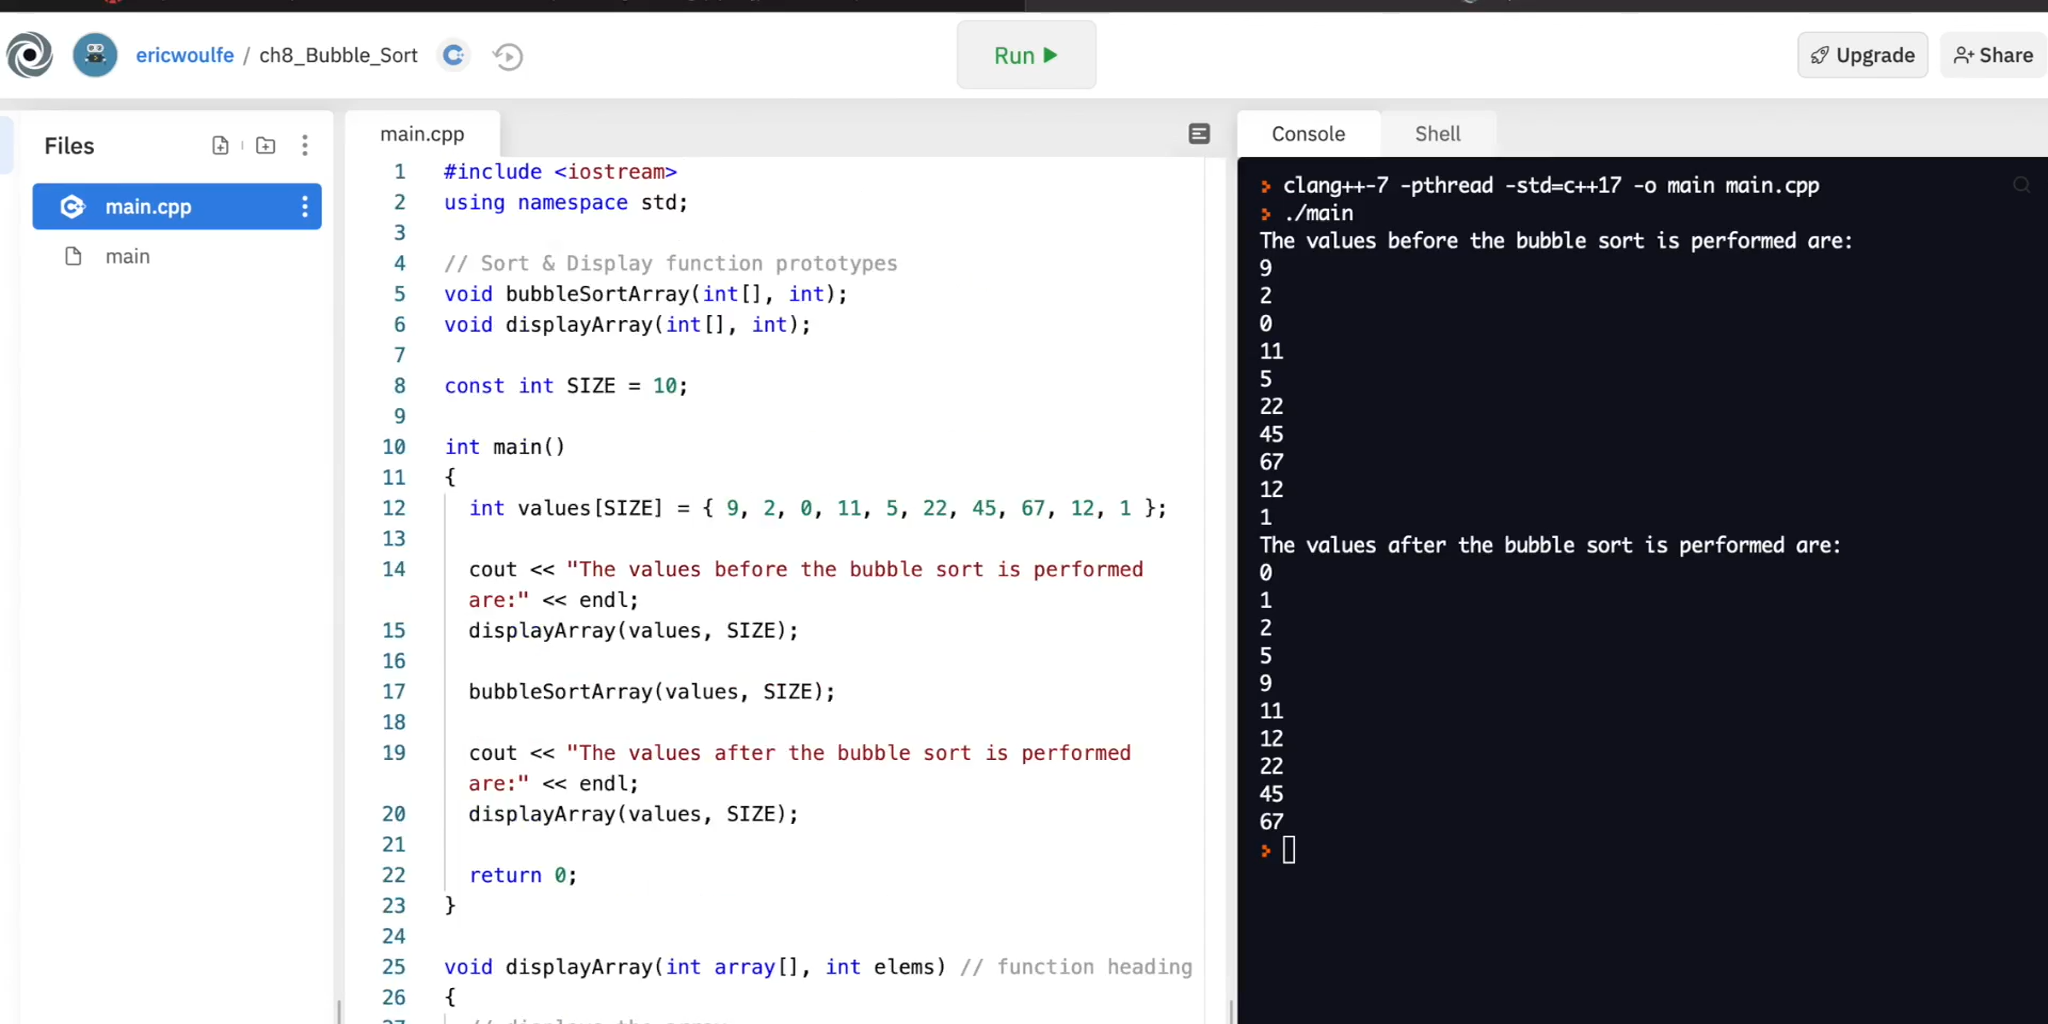 ericwoulfe / ch8_Bubble_Sort
Run
Upgrade
Share
Files
main.cpp
main
main.cpp
1 #include <iostream>
2 using namespace std;
3
4 // Sort & Display function prototypes
5 void bubbleSortArray(int[], int);
6 void displayArray(int[], int);
7
8 const int SIZE = 10;
9
10 int main()
11 {
12 int values[SIZE] = { 9, 2, 0, 11, 5, 22, 45, 67, 12, 1 };
13
14 cout << "The values before the bubble sort is performed
are:" << endl;
15 displayArray(values, SIZE);
16
17 bubbleSortArray(values, SIZE);
18
19 cout << "The values after the bubble sort is performed
are:" << endl;
20 displayArray(values, SIZE);
21
22 return 0;
23 }
24
25 void displayArray(int array[], int elems) // function heading
26 {
27 // displays the array
Console
Shell
clang++-7 -pthread -std=c++17 -o main main.cpp
./main
The values before the bubble sort is performed are:
9
2
0
11
5
22
45
67
12
1
The values after the bubble sort is performed are:
0
1
2
5
9
11
12
22
45
67